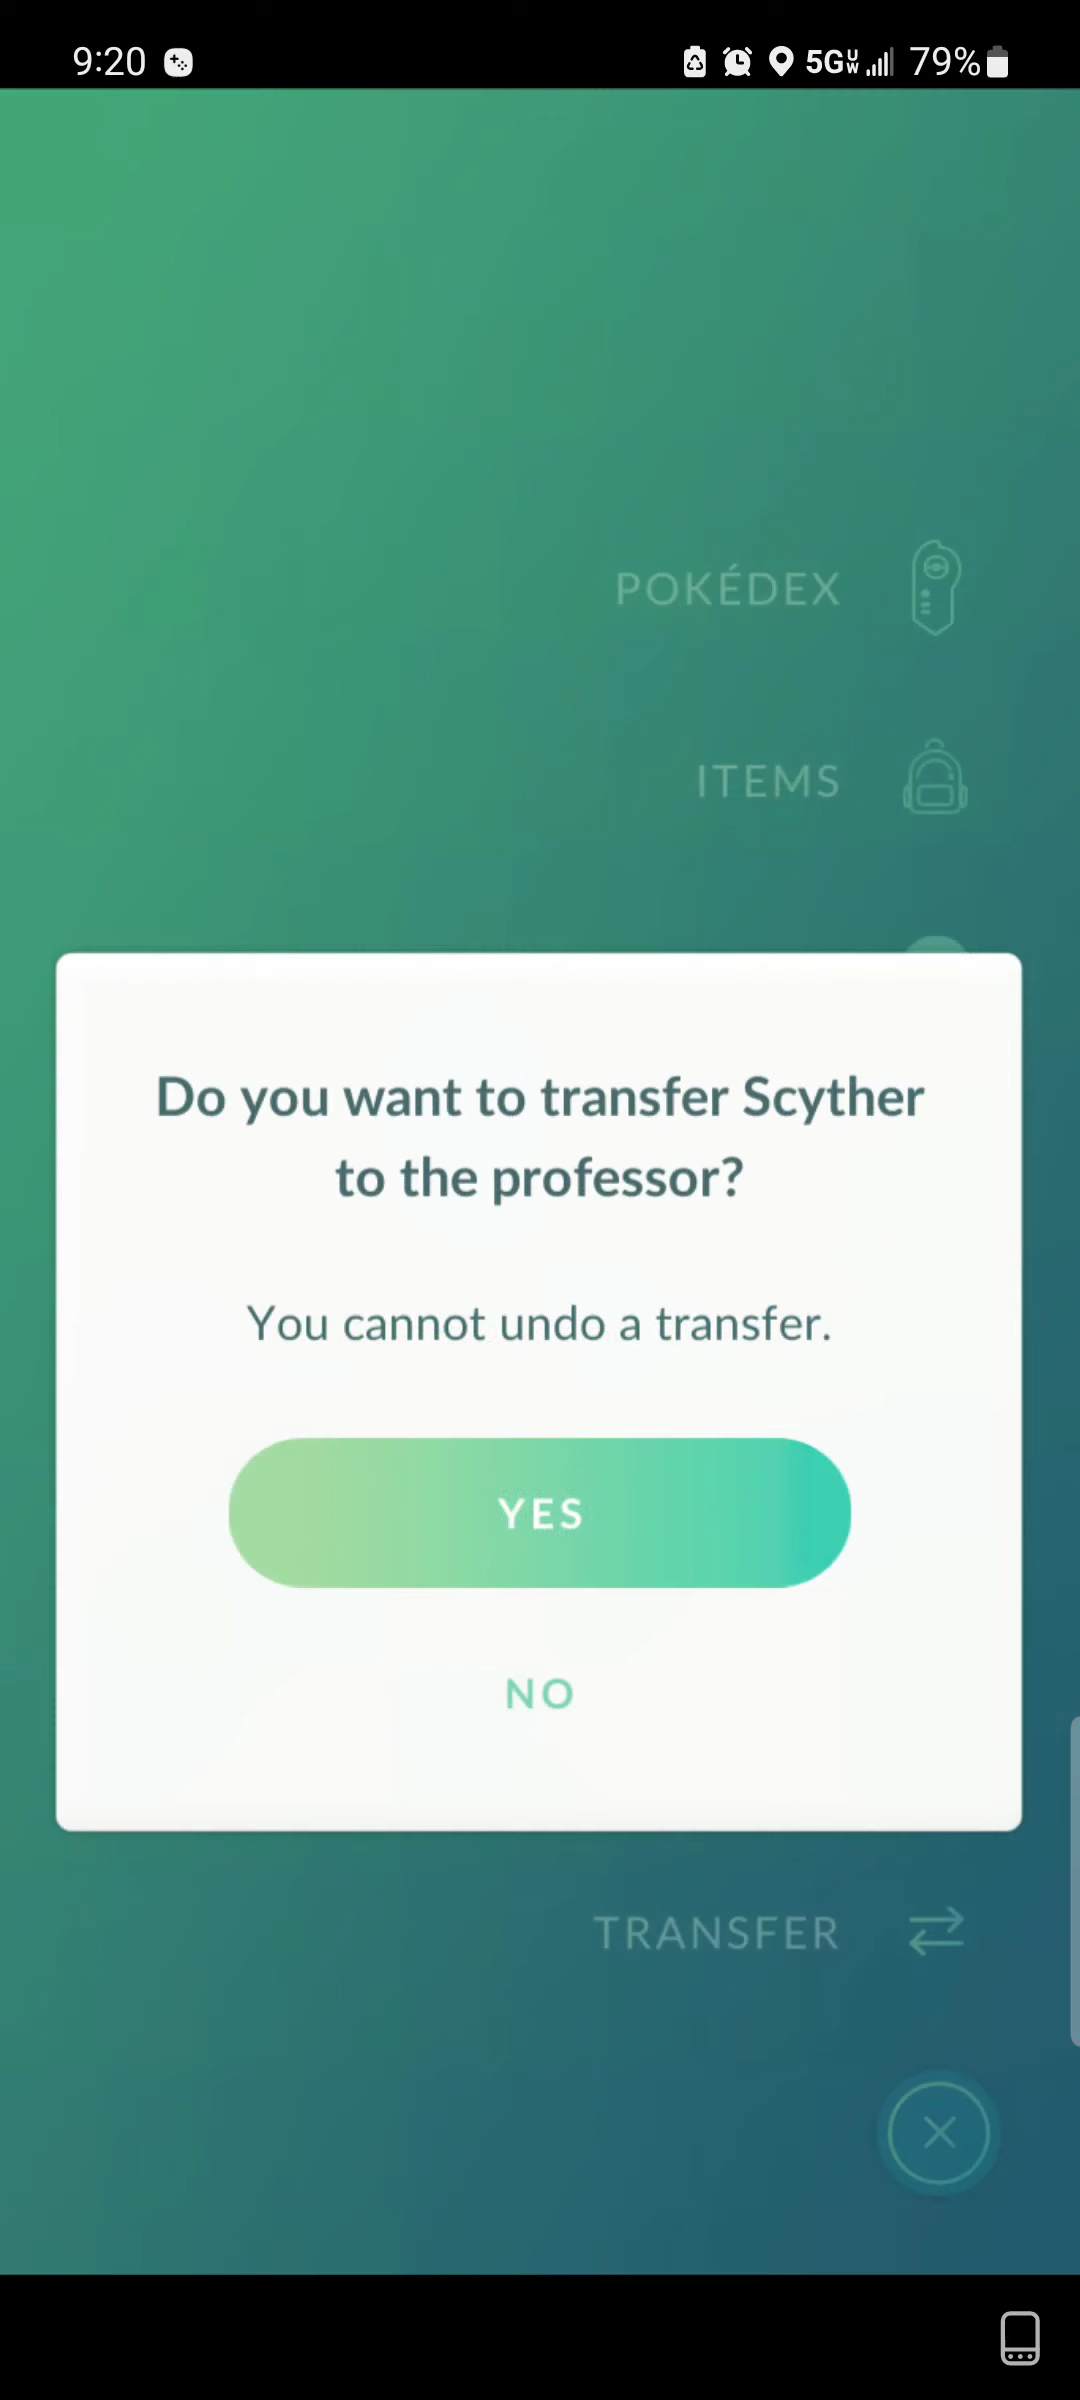 9:20
5G UW 79%
POKÉDEX
ITEMS
Do you want to transfer Scyther
to the professor?
You cannot undo a transfer.
YES
NO
TRANSFER